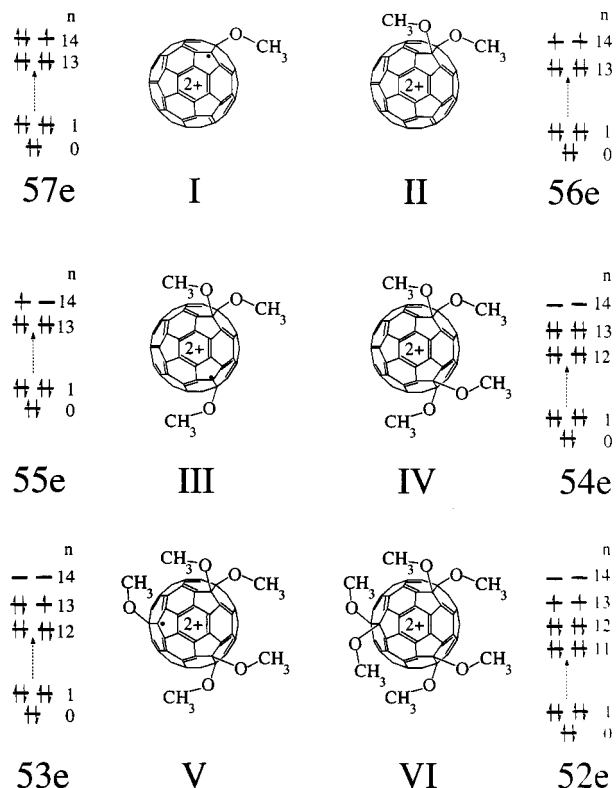 n
14
13
1
0
57e
O
CH3
2+
I
CH3
O
O
CH3
2+
II
n
14
13
1
0
56e
n
14
13
1
0
55e
CH3
O
O
CH3
2+
O
CH3
III
CH3
O
O
CH3
2+
O
O
CH3
CH3
IV
n
14
13
12
1
0
54e
n
14
13
12
1
0
53e
CH3
O
CH3
O
O
CH3
2+
O
O
CH3
CH3
V
CH3
O
CH3
O
O
CH3
2+
O
CH3
O
O
CH3
CH3
VI
n
14
13
12
11
1
0
52e